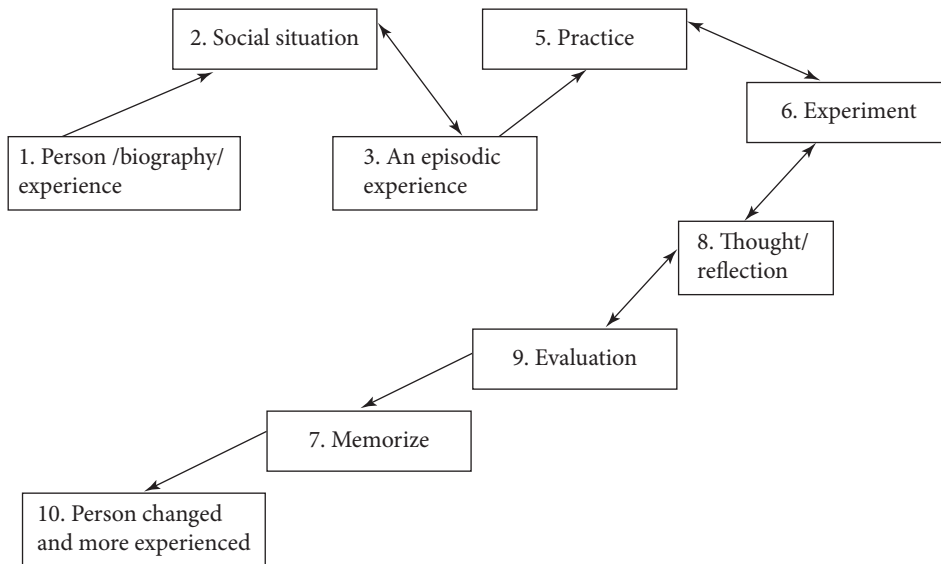 2. Social situation
5. Practice
6. Experiment
1. Person /biography/
experience
3. An episodic
experience
8. Thought/
reflection
9. Evaluation
7. Memorize
10. Person changed
and more experienced